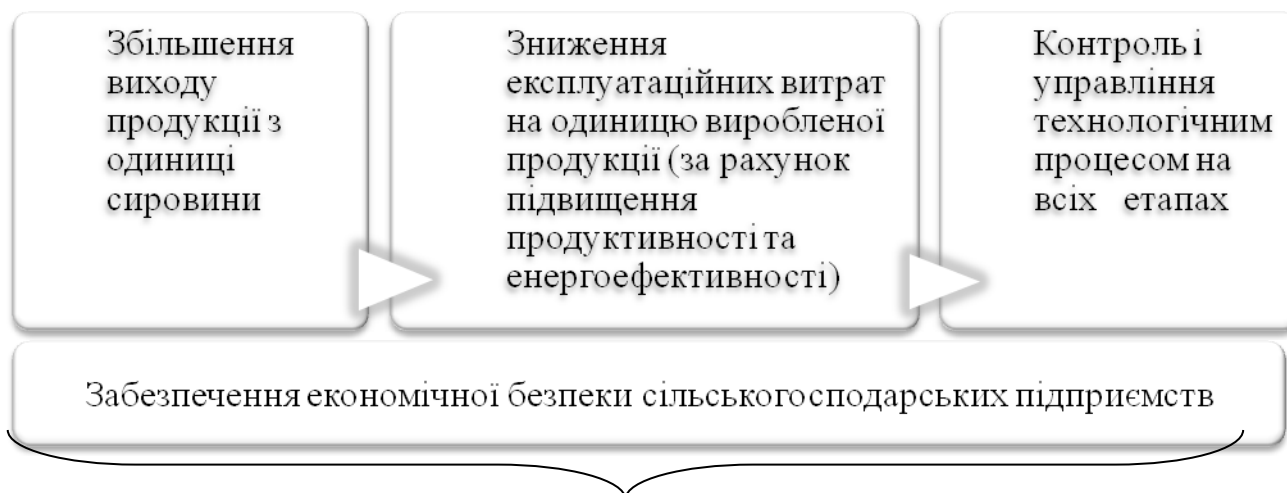 Збільшення
виходу
продукції з
одиниці
сировини
Зниження
експлуатаційних витрат
на одиницю виробленої
продукції (за рахунок
підвищення
продуктивності та
енергоефективності)
Контроль і
управління
технологічним
процесом на
всіх етапах
Забезпечення економічної безпеки сільськогосподарських підприємств